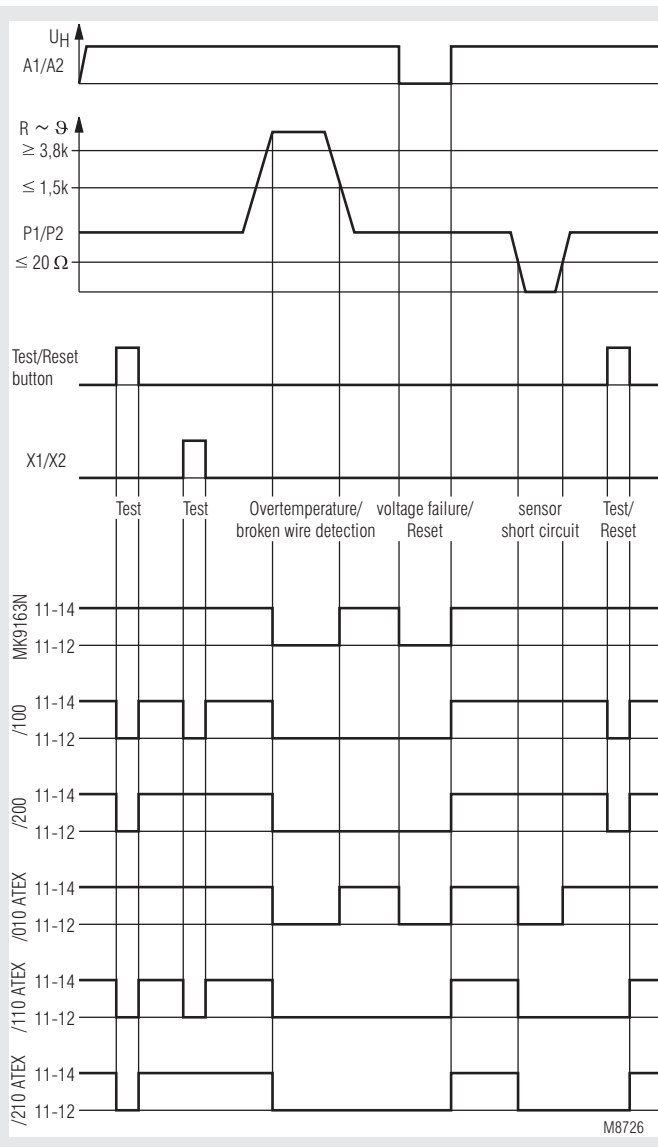 UH
A1/A2
R ~ ϑ
≥ 3,8k
≤ 1,5k
P1/P2
≤ 20 Ω
Test/Reset
button
X1/X2
Test
Test
Overtemperature/
broken wire detection
voltage failure/
Reset
sensor
short circuit
Test/
Reset
MK9163N
11-14
11-12
/100
11-14
11-12
/200
11-14
11-12
/010 ATEX
11-14
11-12
/110 ATEX
11-14
11-12
/210 ATEX
11-14
11-12
M8726